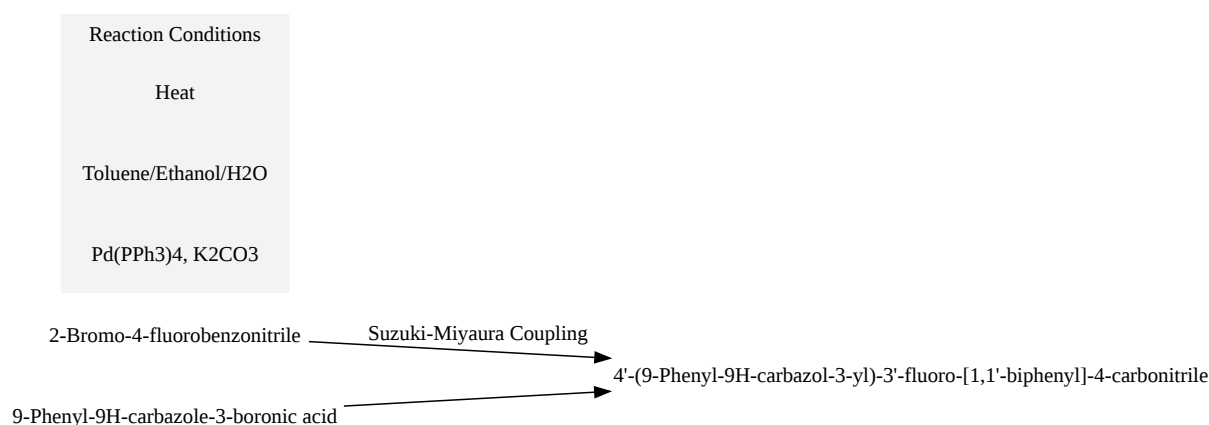 Reaction Conditions
Heat
Toluene/Ethanol/H2O
Pd(PPh3)4, K2CO3
2-Bromo-4-fluorobenzonitrile
Suzuki-Miyaura Coupling
4'-(9-Phenyl-9H-carbazol-3-yl)-3'-fluoro-[1,1'-biphenyl]-4-carbonitrile
9-Phenyl-9H-carbazole-3-boronic acid